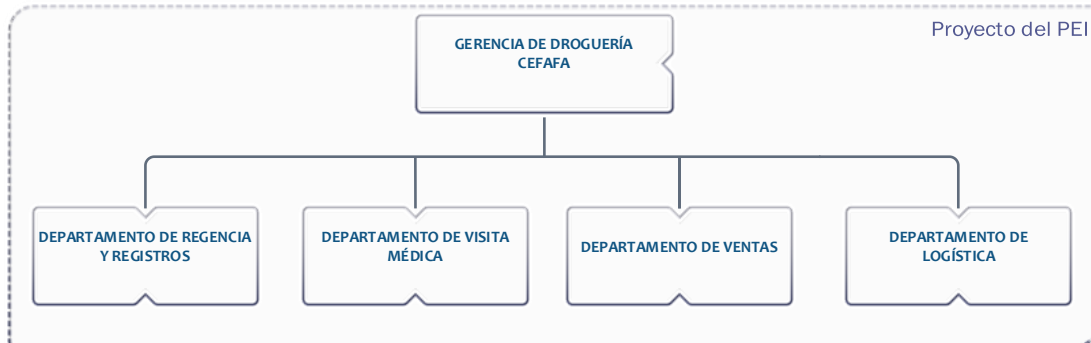 Proyecto del PEI
GERENCIA DE DROGUERÍA
CEFAFA
DEPARTAMENTO DE REGENCIA
Y REGISTROS
DEPARTAMENTO DE VISITA
MÉDICA
DEPARTAMENTO DE VENTAS
DEPARTAMENTO DE
LOGÍSTICA